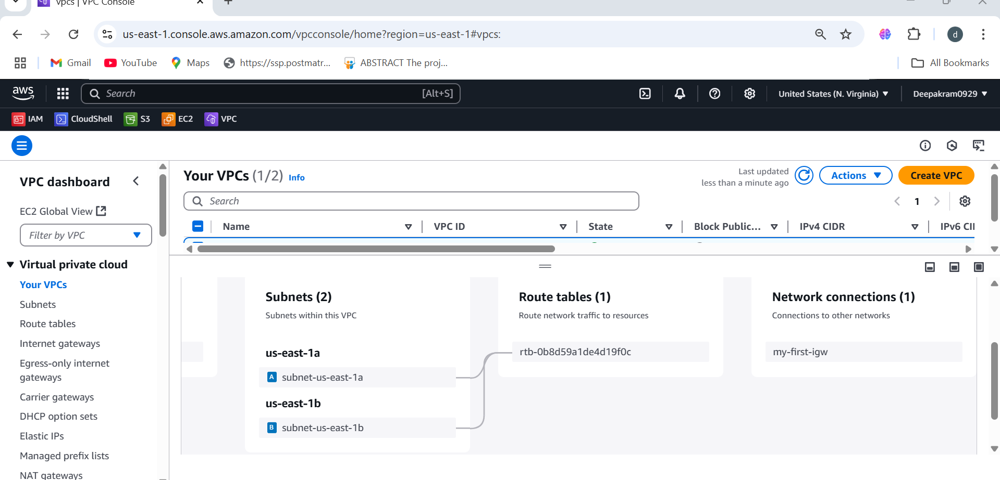 vpcs | VPC Console
us-east-1.console.aws.amazon.com/vpcconsole/home?region=us-east-1#vpcs:
d
Gmail
YouTube
Maps
https://ssp.postmatr...
ABSTRACT The proj...
All Bookmarks
aws
Search
[Alt+S]
United States (N. Virginia)
Deepakram0929
IAM
CloudShell
S3
EC2
VPC
VPC dashboard
EC2 Global View
Filter by VPC
Virtual private cloud
Your VPCs
Subnets
Route tables
Internet gateways
Egress-only internet
gateways
Carrier gateways
DHCP option sets
Elastic IPs
Managed prefix lists
NAT gateways
Your VPCs (1/2) Info
Last updated
less than a minute ago
Actions
Create VPC
Search
1
Name
VPC ID
State
Block Public...
IPv4 CIDR
IPv6 CI
Subnets (2)
Subnets within this VPC
us-east-1a
A subnet-us-east-1a
us-east-1b
B subnet-us-east-1b
Route tables (1)
Route network traffic to resources
rtb-0b8d59a1de4d19f0c
Network connections (1)
Connections to other networks
my-first-igw